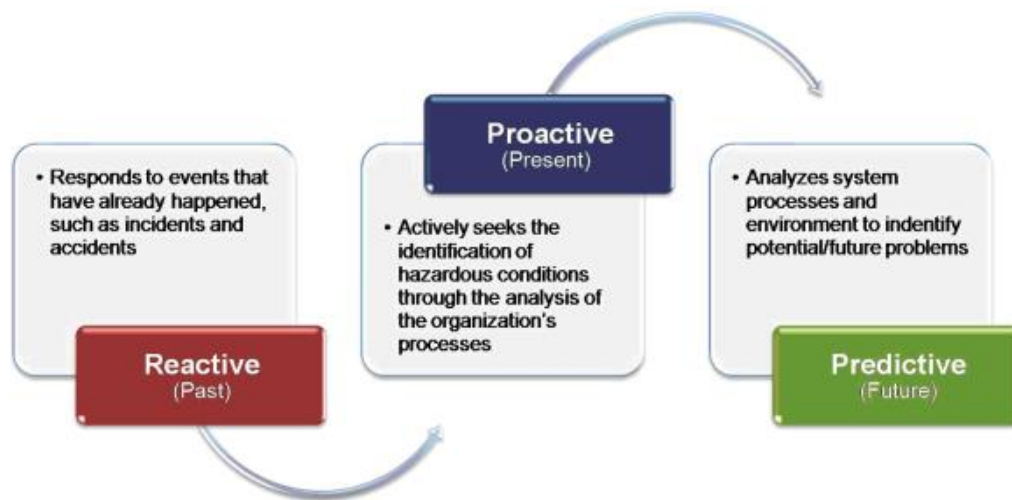 • Responds to events that
have already happened,
such as incidents and
accidents
Reactive
(Past)
Proactive
(Present)
• Actively seeks the
identification of
hazardous conditions
through the analysis of
the organization's
processes
• Analyzes system
processes and
environment to indentify
potential/future problems
Predictive
(Future)